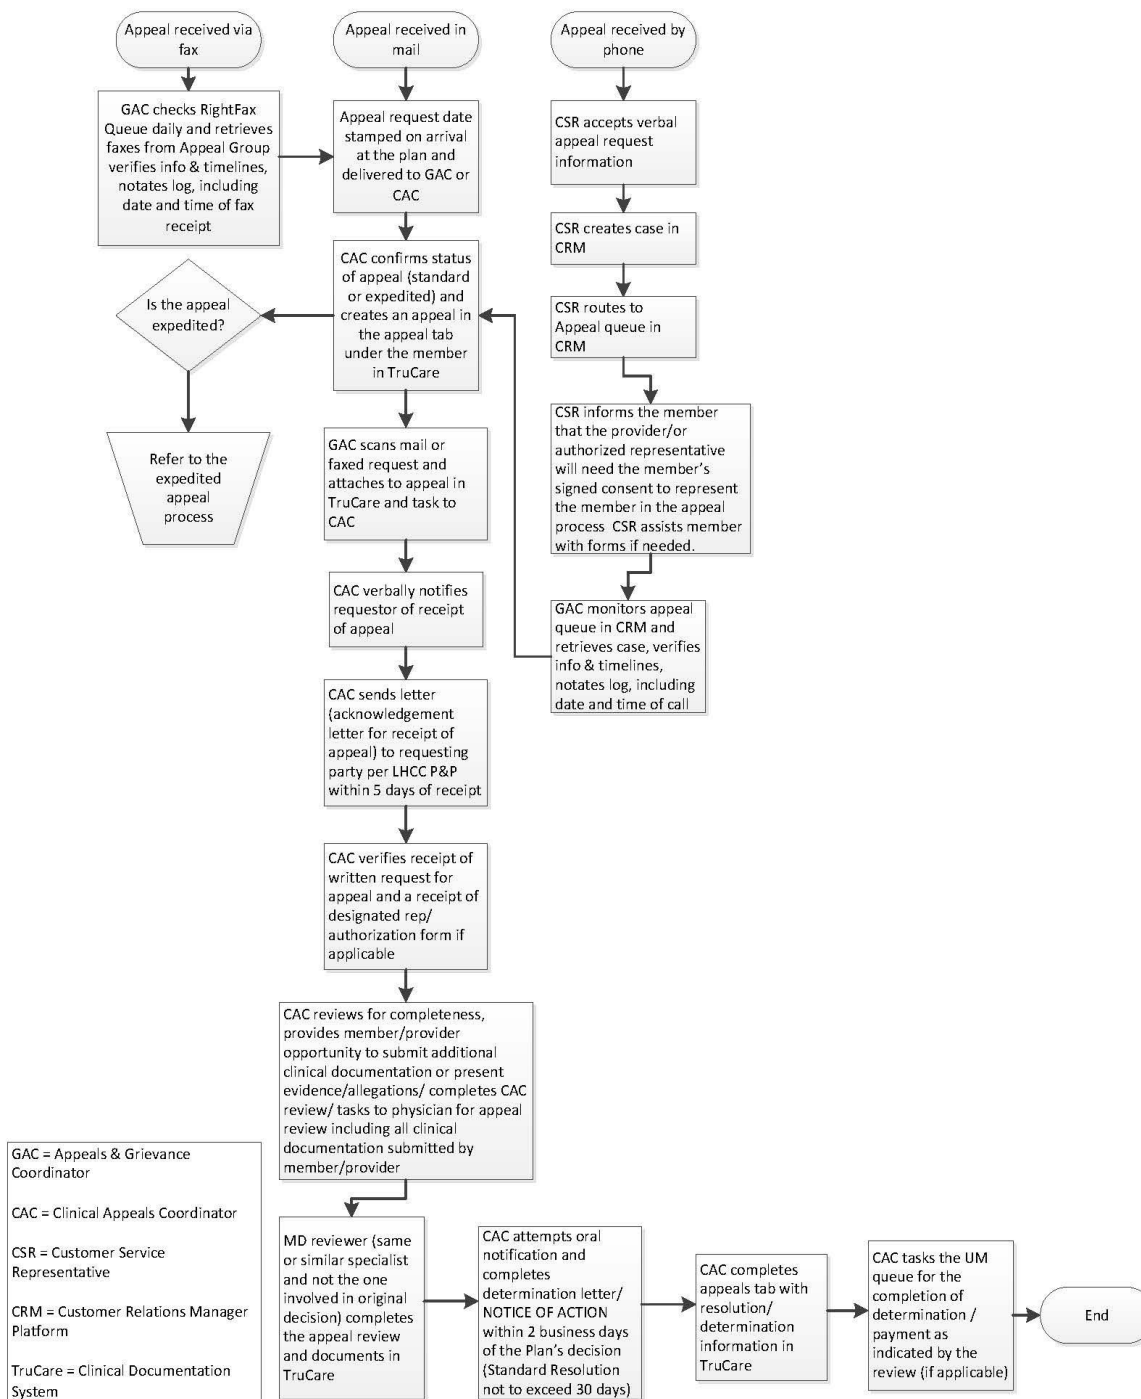 Appeal received via
fax
Appeal received in
mail
Appeal received by
phone
GAC checks RightFax
Queue daily and retrieves
faxes from Appeal Group
verifies info & timelines,
notates log, including
date and time of fax
receipt
Appeal request date
stamped on arrival
at the plan and
delivered to GAC or
CAC
CSR accepts verbal
appeal request
information
CSR creates case in
CRM
CAC confirms status
of appeal (standard
or expedited) and
creates an appeal in
the appeal tab
under the member
in TruCare
Is the appeal
expedited?
CSR routes to
Appeal queue in
CRM
Refer to the
expedited
appeal
process
GAC scans mail or
faxed request and
attaches to appeal in
TruCare and task to
CAC
CSR informs the member
that the provider/or
authorized representative
will need the member's
signed consent to represent
the member in the appeal
process  CSR assists member
with forms if needed.
CAC verbally notifies
requestor of receipt
of appeal
GAC monitors appeal
queue in CRM and
retrieves case, verifies
info & timelines,
notates log, including
date and time of call
CAC sends letter
(acknowledgement
letter for receipt of
appeal) to requesting
party per LHCC P&P
within 5 days of receipt
CAC verifies receipt of
written request for
appeal and a receipt of
designated rep/
authorization form if
applicable
CAC reviews for completeness,
provides member/provider
opportunity to submit additional
clinical documentation or present
evidence/allegations/ completes CAC
review/ tasks to physician for appeal
review including all clinical
documentation submitted by
member/provider
GAC = Appeals & Grievance
Coordinator
CAC = Clinical Appeals Coordinator
CSR = Customer Service
Representative
CRM = Customer Relations Manager
Platform
TruCare = Clinical Documentation
System
MD reviewer (same
or similar specialist
and not the one
involved in original
decision) completes
the appeal review
and documents in
TruCare
CAC attempts oral
notification and
completes
determination letter/
NOTICE OF ACTION
within 2 business days
of the Plan's decision
(Standard Resolution
not to exceed 30 days)
CAC completes
appeals tab with
resolution/
determination
information in
TruCare
CAC tasks the UM
queue for the
completion of
determination /
payment as
indicated by the
review (if applicable)
End